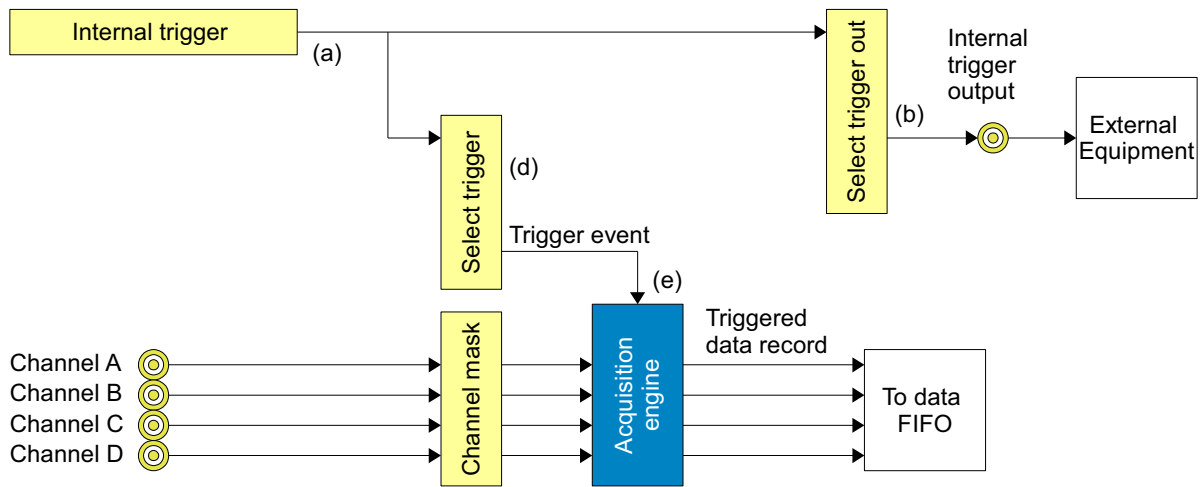 Internal trigger
(a)
Select trigger out
(b)
Internal
trigger
output
External
Equipment
Select trigger
(d)
Trigger event
(e)
Channel A
Channel B
Channel C
Channel D
Channel mask
Acquisition
engine
Triggered
data record
To data
FIFO